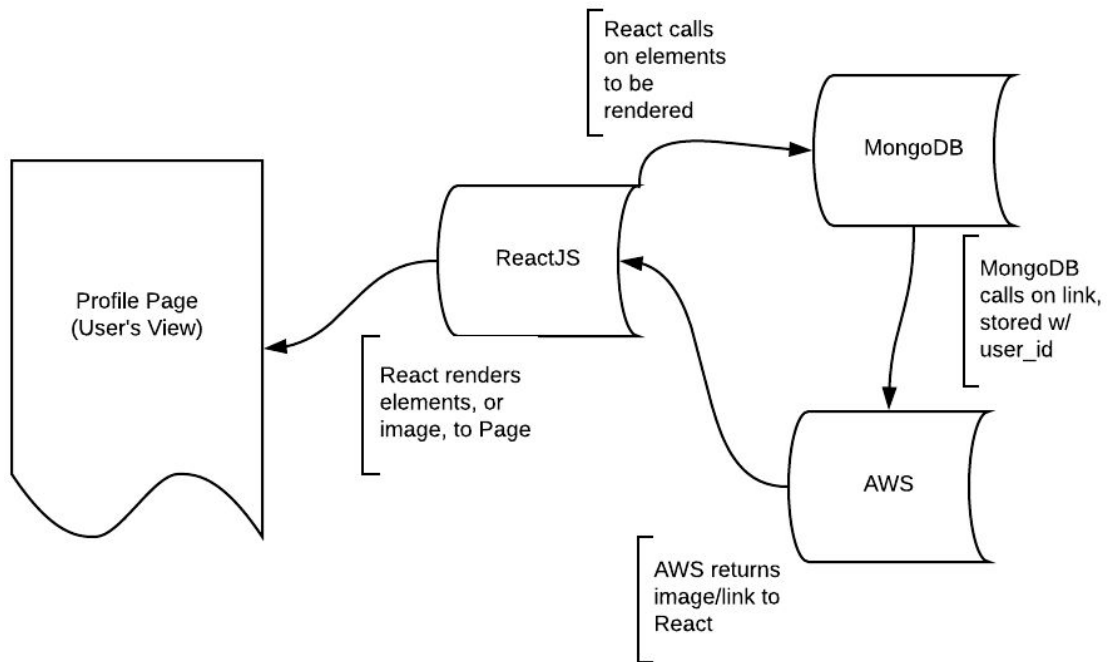 React calls
on elements
to be
rendered
MongoDB
ReactJS
MongoDB
calls on link,
stored w/
user_id
Profile Page
(User's View)
React renders
elements, or
image, to Page
AWS
AWS returns
image/link to
React